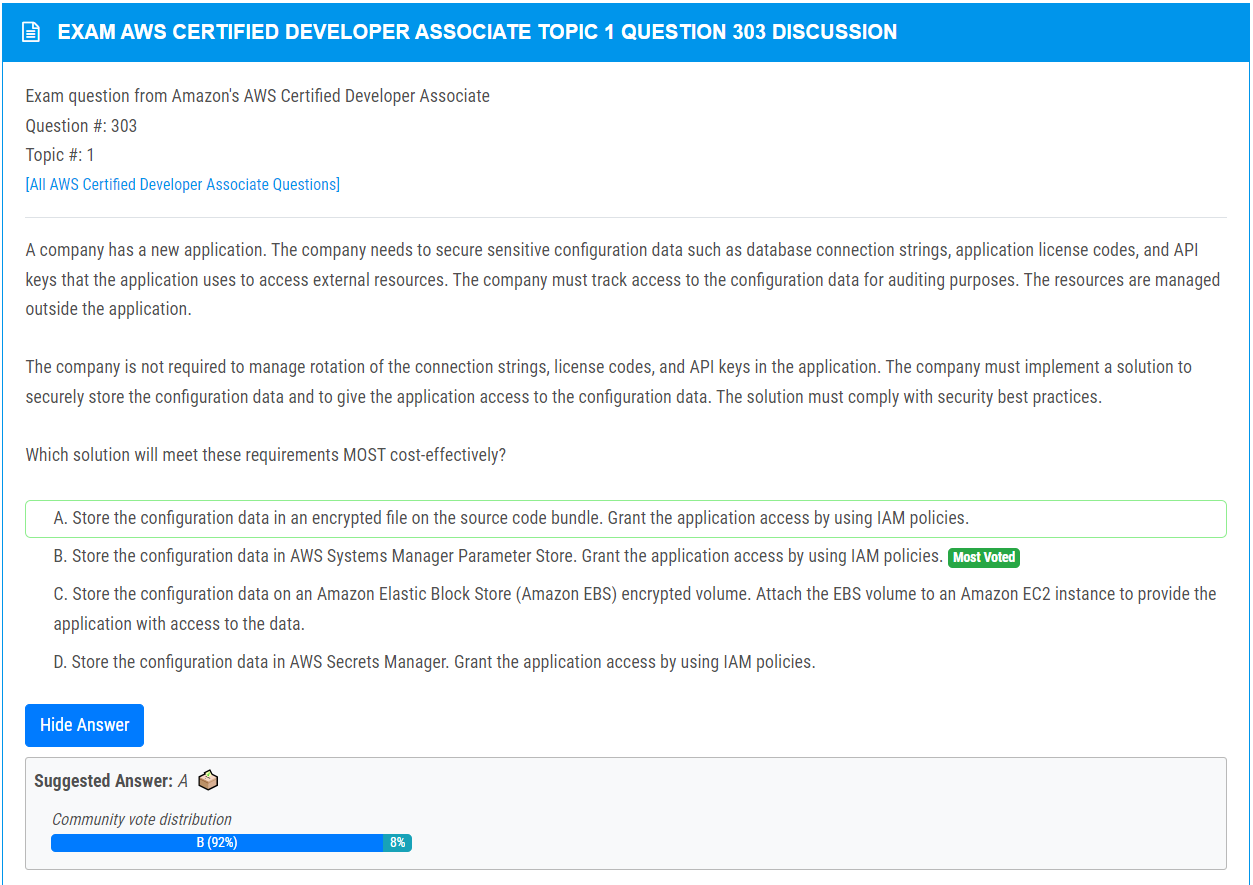 EXAM AWS CERTIFIED DEVELOPER ASSOCIATE TOPIC 1 QUESTION 303 DISCUSSION
Exam question from Amazon's AWS Certified Developer Associate
Question #: 303
Topic #: 1
[All AWS Certified Developer Associate Questions]
A company has a new application. The company needs to secure sensitive configuration data such as database connection strings, application license codes, and API
keys that the application uses to access external resources. The company must track access to the configuration data for auditing purposes. The resources are managed
outside the application.
The company is not required to manage rotation of the connection strings, license codes, and API keys in the application. The company must implement a solution to
securely store the configuration data and to give the application access to the configuration data. The solution must comply with security best practices.
Which solution will meet these requirements MOST cost-effectively?
A. Store the configuration data in an encrypted file on the source code bundle. Grant the application access by using IAM policies.
B. Store the configuration data in AWS Systems Manager Parameter Store. Grant the application access by using IAM policies. Most Voted
C. Store the configuration data on an Amazon Elastic Block Store (Amazon EBS) encrypted volume. Attach the EBS volume to an Amazon EC2 instance to provide the
application with access to the data.
D. Store the configuration data in AWS Secrets Manager. Grant the application access by using IAM policies.
Hide Answer
Suggested Answer: A
Community vote distribution
B (92%) 8%